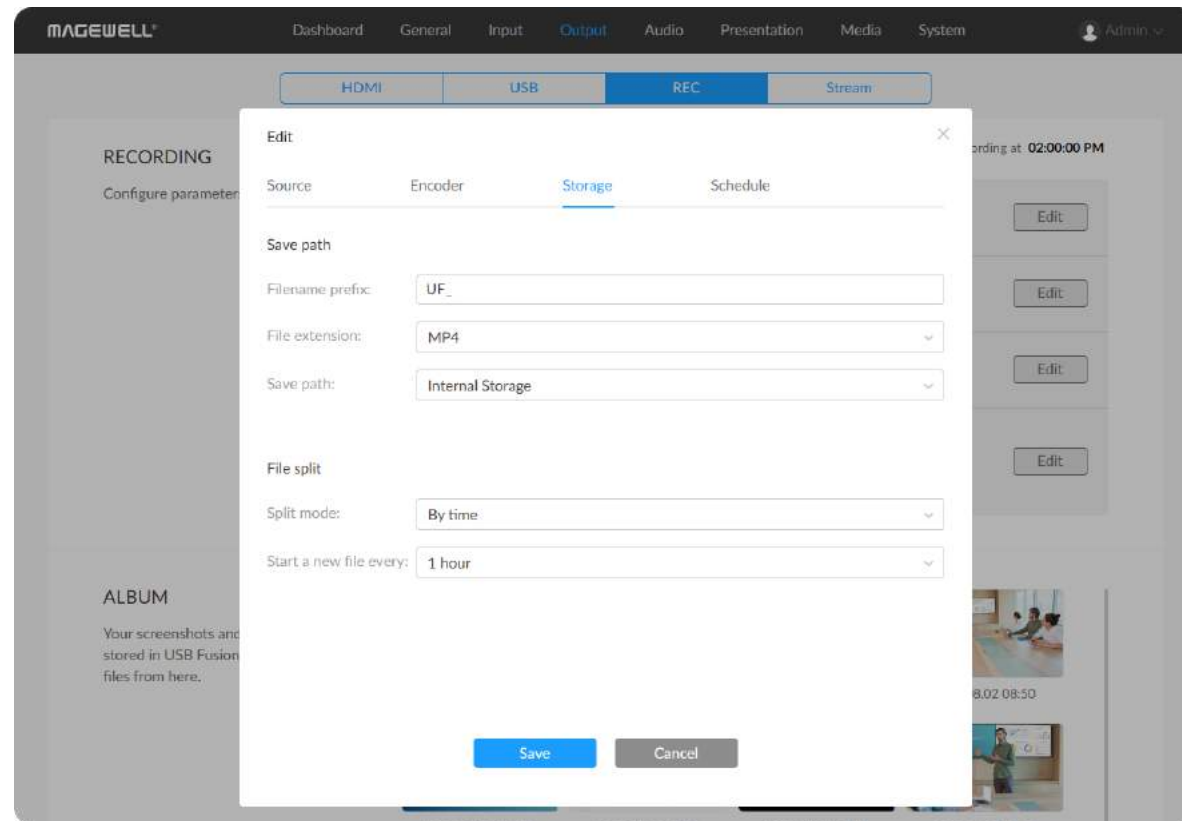 MAGEWELL®
Dashboard General Input Output Audio Presentation Media System Admin
HDMI USB REC Stream
RECORDING
Configure parameter
ording at 02:00:00 PM
Edit
Edit
Edit
Edit
Edit
Source Encoder Storage Schedule
Save path
Filename prefix: UF_
File extension: MP4
Save path: Internal Storage
File split
Split mode: By time
Start a new file every: 1 hour
Save Cancel
ALBUM
Your screenshots and
stored in USB Fusion
files from here.
8.02 08:50